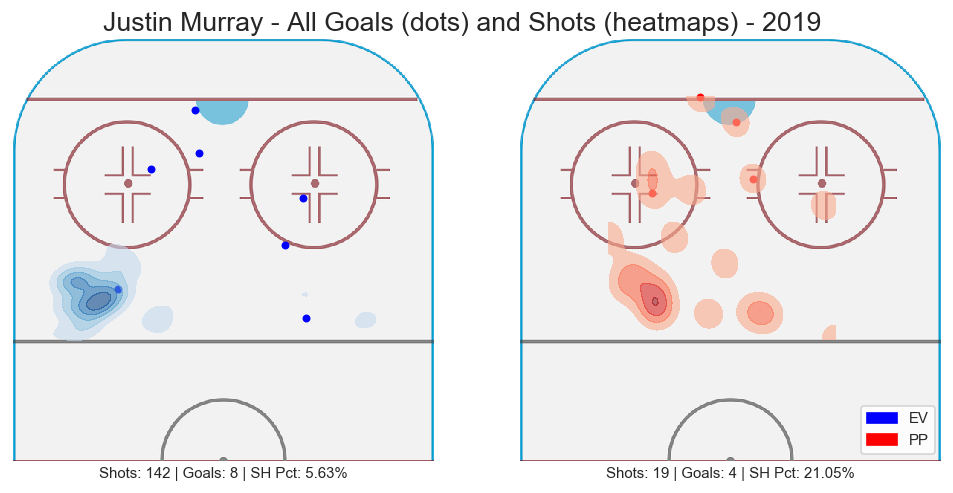 Justin Murray - All Goals (dots) and Shots (heatmaps) - 2019
EV
PP
Shots: 142 | Goals: 8 | SH Pct: 5.63%
Shots: 19 | Goals: 4 | SH Pct: 21.05%